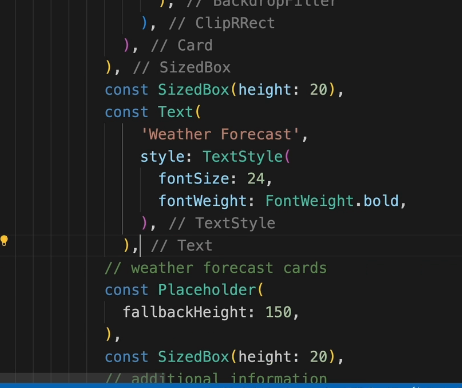 ), // BackdropFilter
), // ClipRRect
), // Card
), // SizedBox
const SizedBox(height: 20),
const Text(
'Weather Forecast',
style: TextStyle(
fontSize: 24,
fontWeight: FontWeight.bold,
), // TextStyle
), // Text
// weather forecast cards
const Placeholder(
fallbackHeight: 150,
),
const SizedBox(height: 20),
// additional information